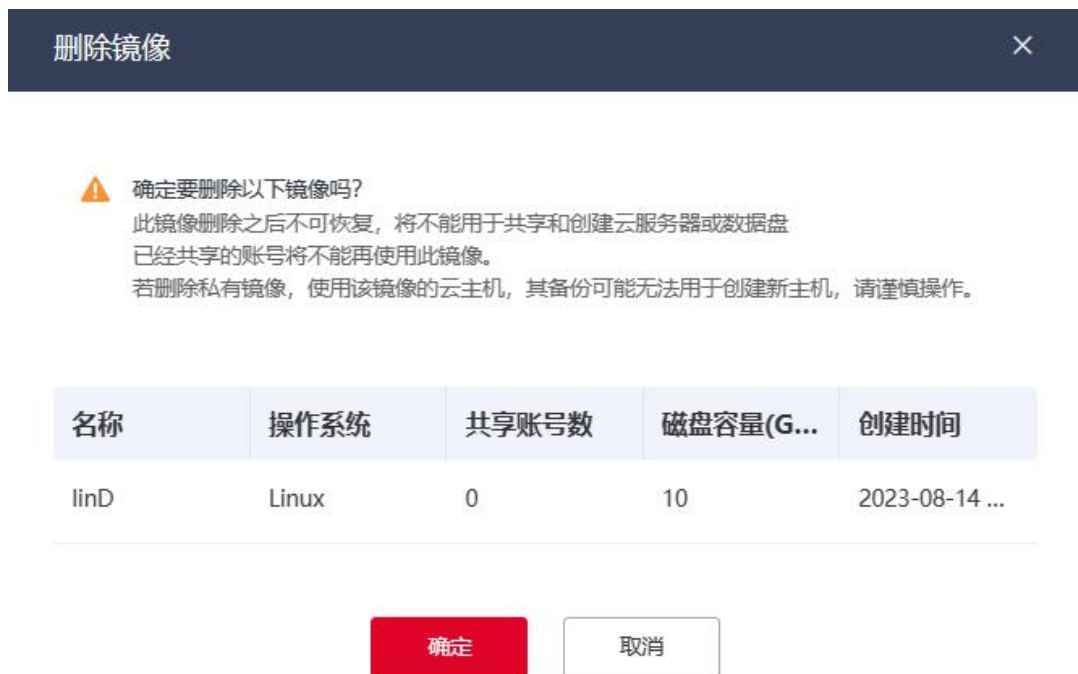 删除镜像
确定要删除以下镜像吗?
此镜像删除之后不可恢复，将不能用于共享和创建云服务器或数据盘
已经共享的账号将不能再使用此镜像。
若删除私有镜像，使用该镜像的云主机，其备份可能无法用于创建新主机，请谨慎操作。
名称 操作系统 共享账号数 磁盘容量(G... 创建时间
linD Linux 0 10 2023-08-14 ...
确定 取消